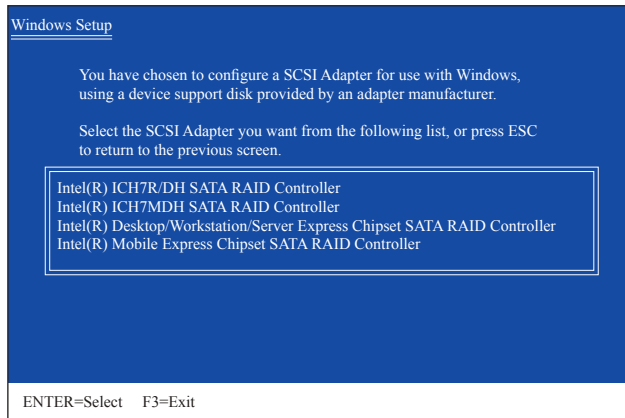 Windows Setup
You have chosen to configure a SCSI Adapter for use with Windows,
using a device support disk provided by an adapter manufacturer.
Select the SCSI Adapter you want from the following list, or press ESC
to return to the previous screen.
Intel(R) ICH7R/DH SATA RAID Controller
Intel(R) ICH7MDH SATA RAID Controller
Intel(R) Desktop/Workstation/Server Express Chipset SATA RAID Controller
Intel(R) Mobile Express Chipset SATA RAID Controller
ENTER=Select F3=Exit